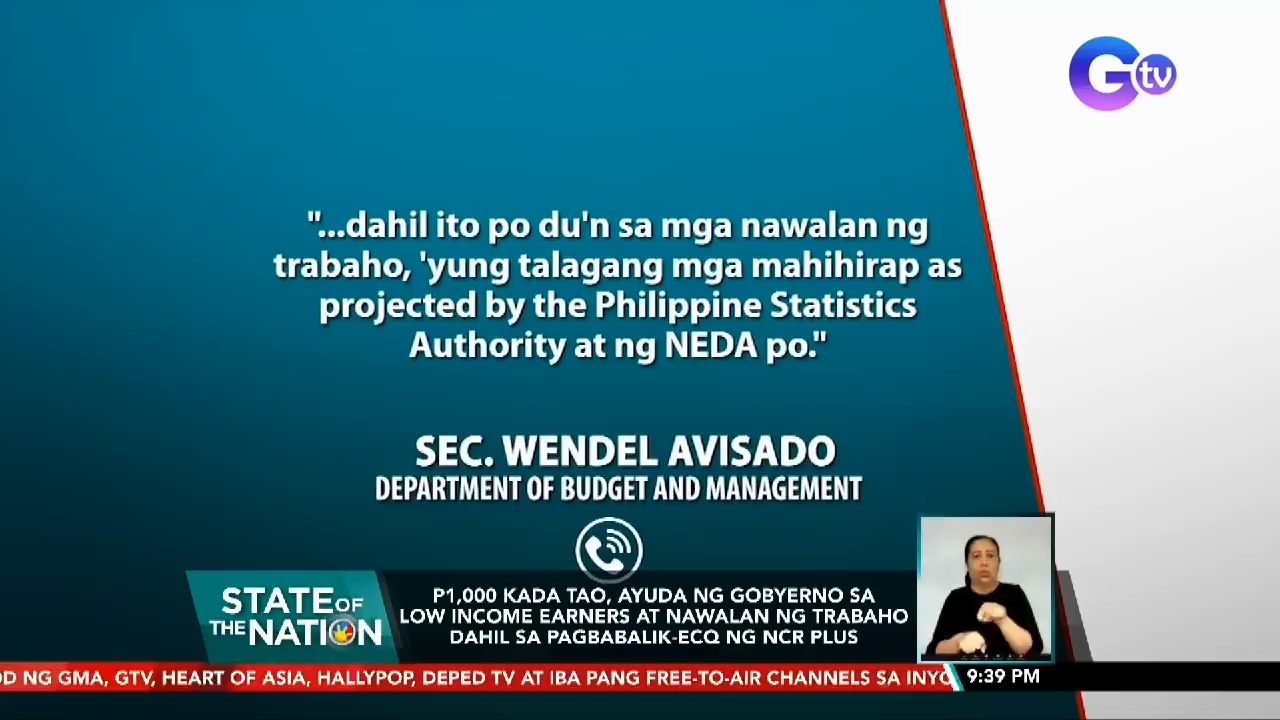 Gtv
"...dahil ito po du'n sa mga nawalan ng
trabaho, 'yung talagang mga mahihirap as
projected by the Philippine Statistics
Authority at ng NEDA po."
SEC. WENDEL AVISADO
DEPARTMENT OF BUDGET AND MANAGEMENT
STATE OF
THE NATION
P1,000 KADA TAO, AYUDA NG GOBYERNO SA
LOW INCOME EARNERS AT NAWALAN NG TRABAHO
DAHIL SA PAGBABALIK-ECQ NG NCR PLUS
NG GMA, GTV, HEART OF ASIA, HALLYPOP, DEPED TV AT IBA PANG FREE-TO-AIR CHANNELS SA
9:39 PM